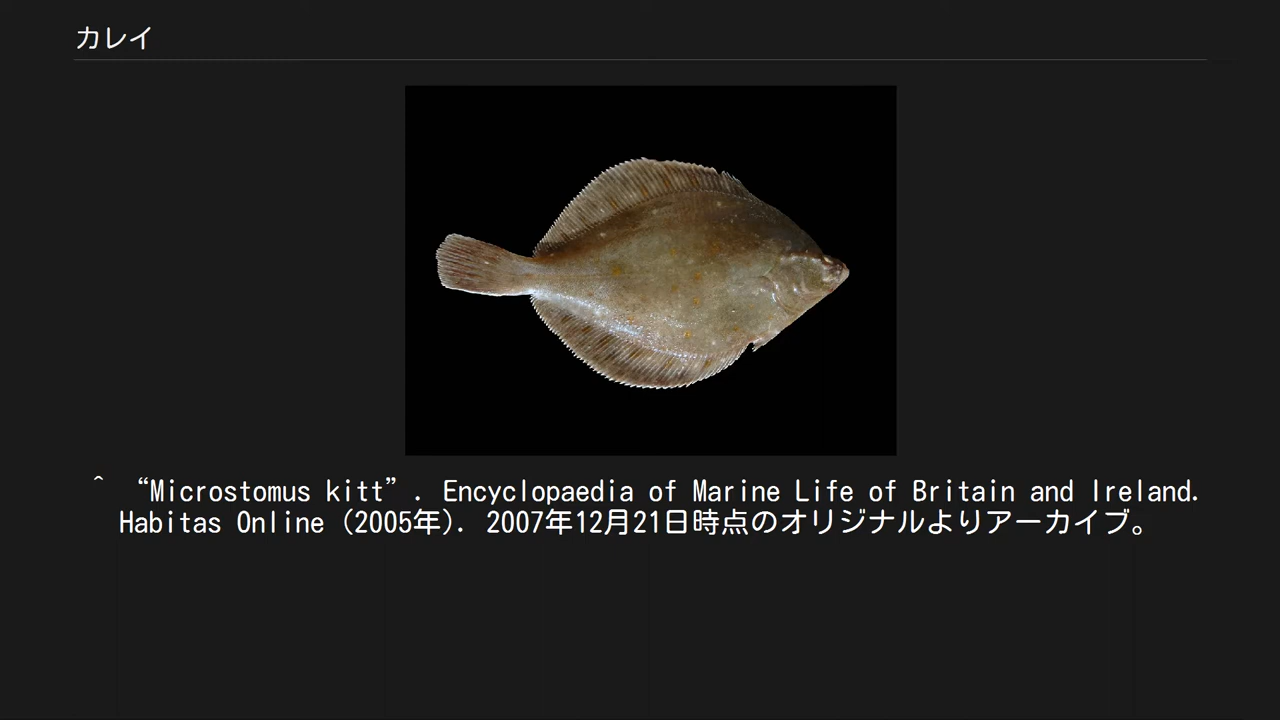 カレイ
^ “Microstomus kitt”. Encyclopaedia of Marine Life of Britain and Ireland.
Habitas Online (2005年). 2007年12月21日時点のオリジナルよりアーカイブ。